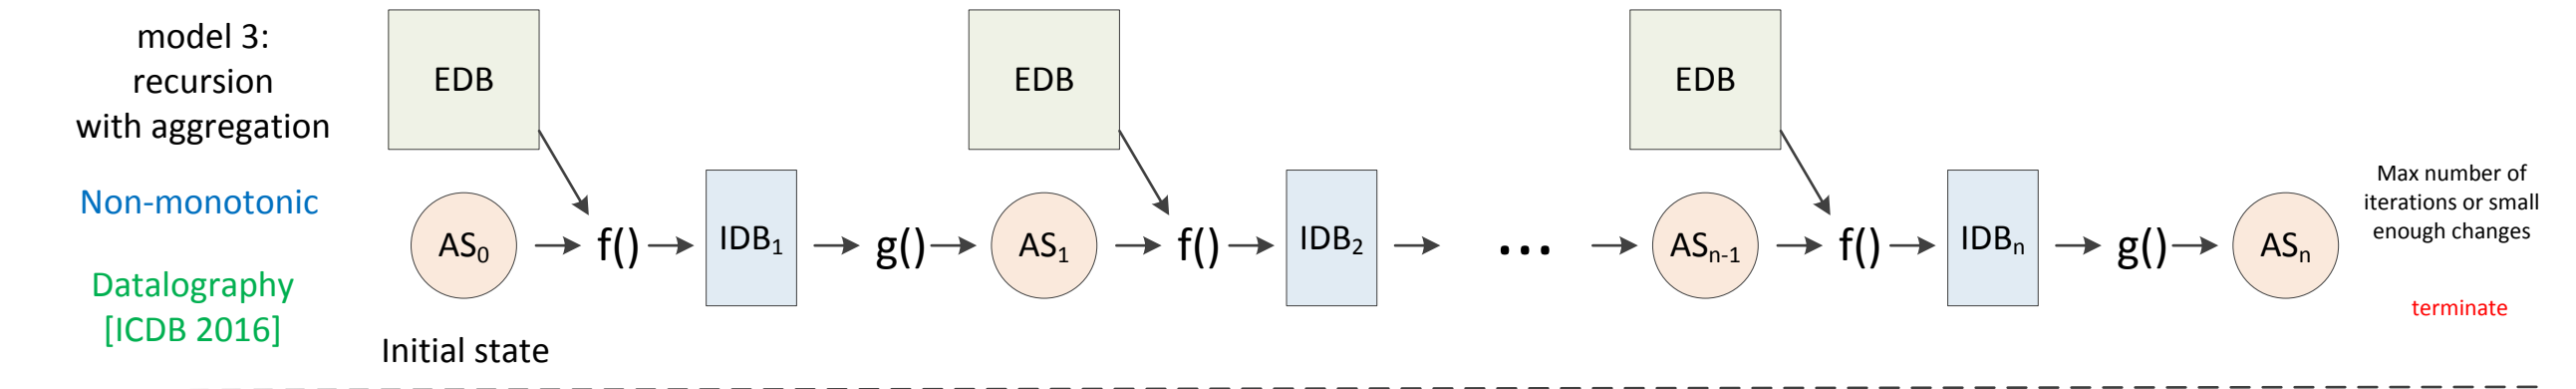 model 3:
recursion
with aggregation
Non-monotonic
Datalography
[ICDB 2016]
EDB
EDB
EDB
AS0
f()
IDB1
g()
AS1
f()
IDB2
...
ASn-1
f()
IDBn
g()
ASn
Initial state
Max number of
iterations or small
enough changes
terminate